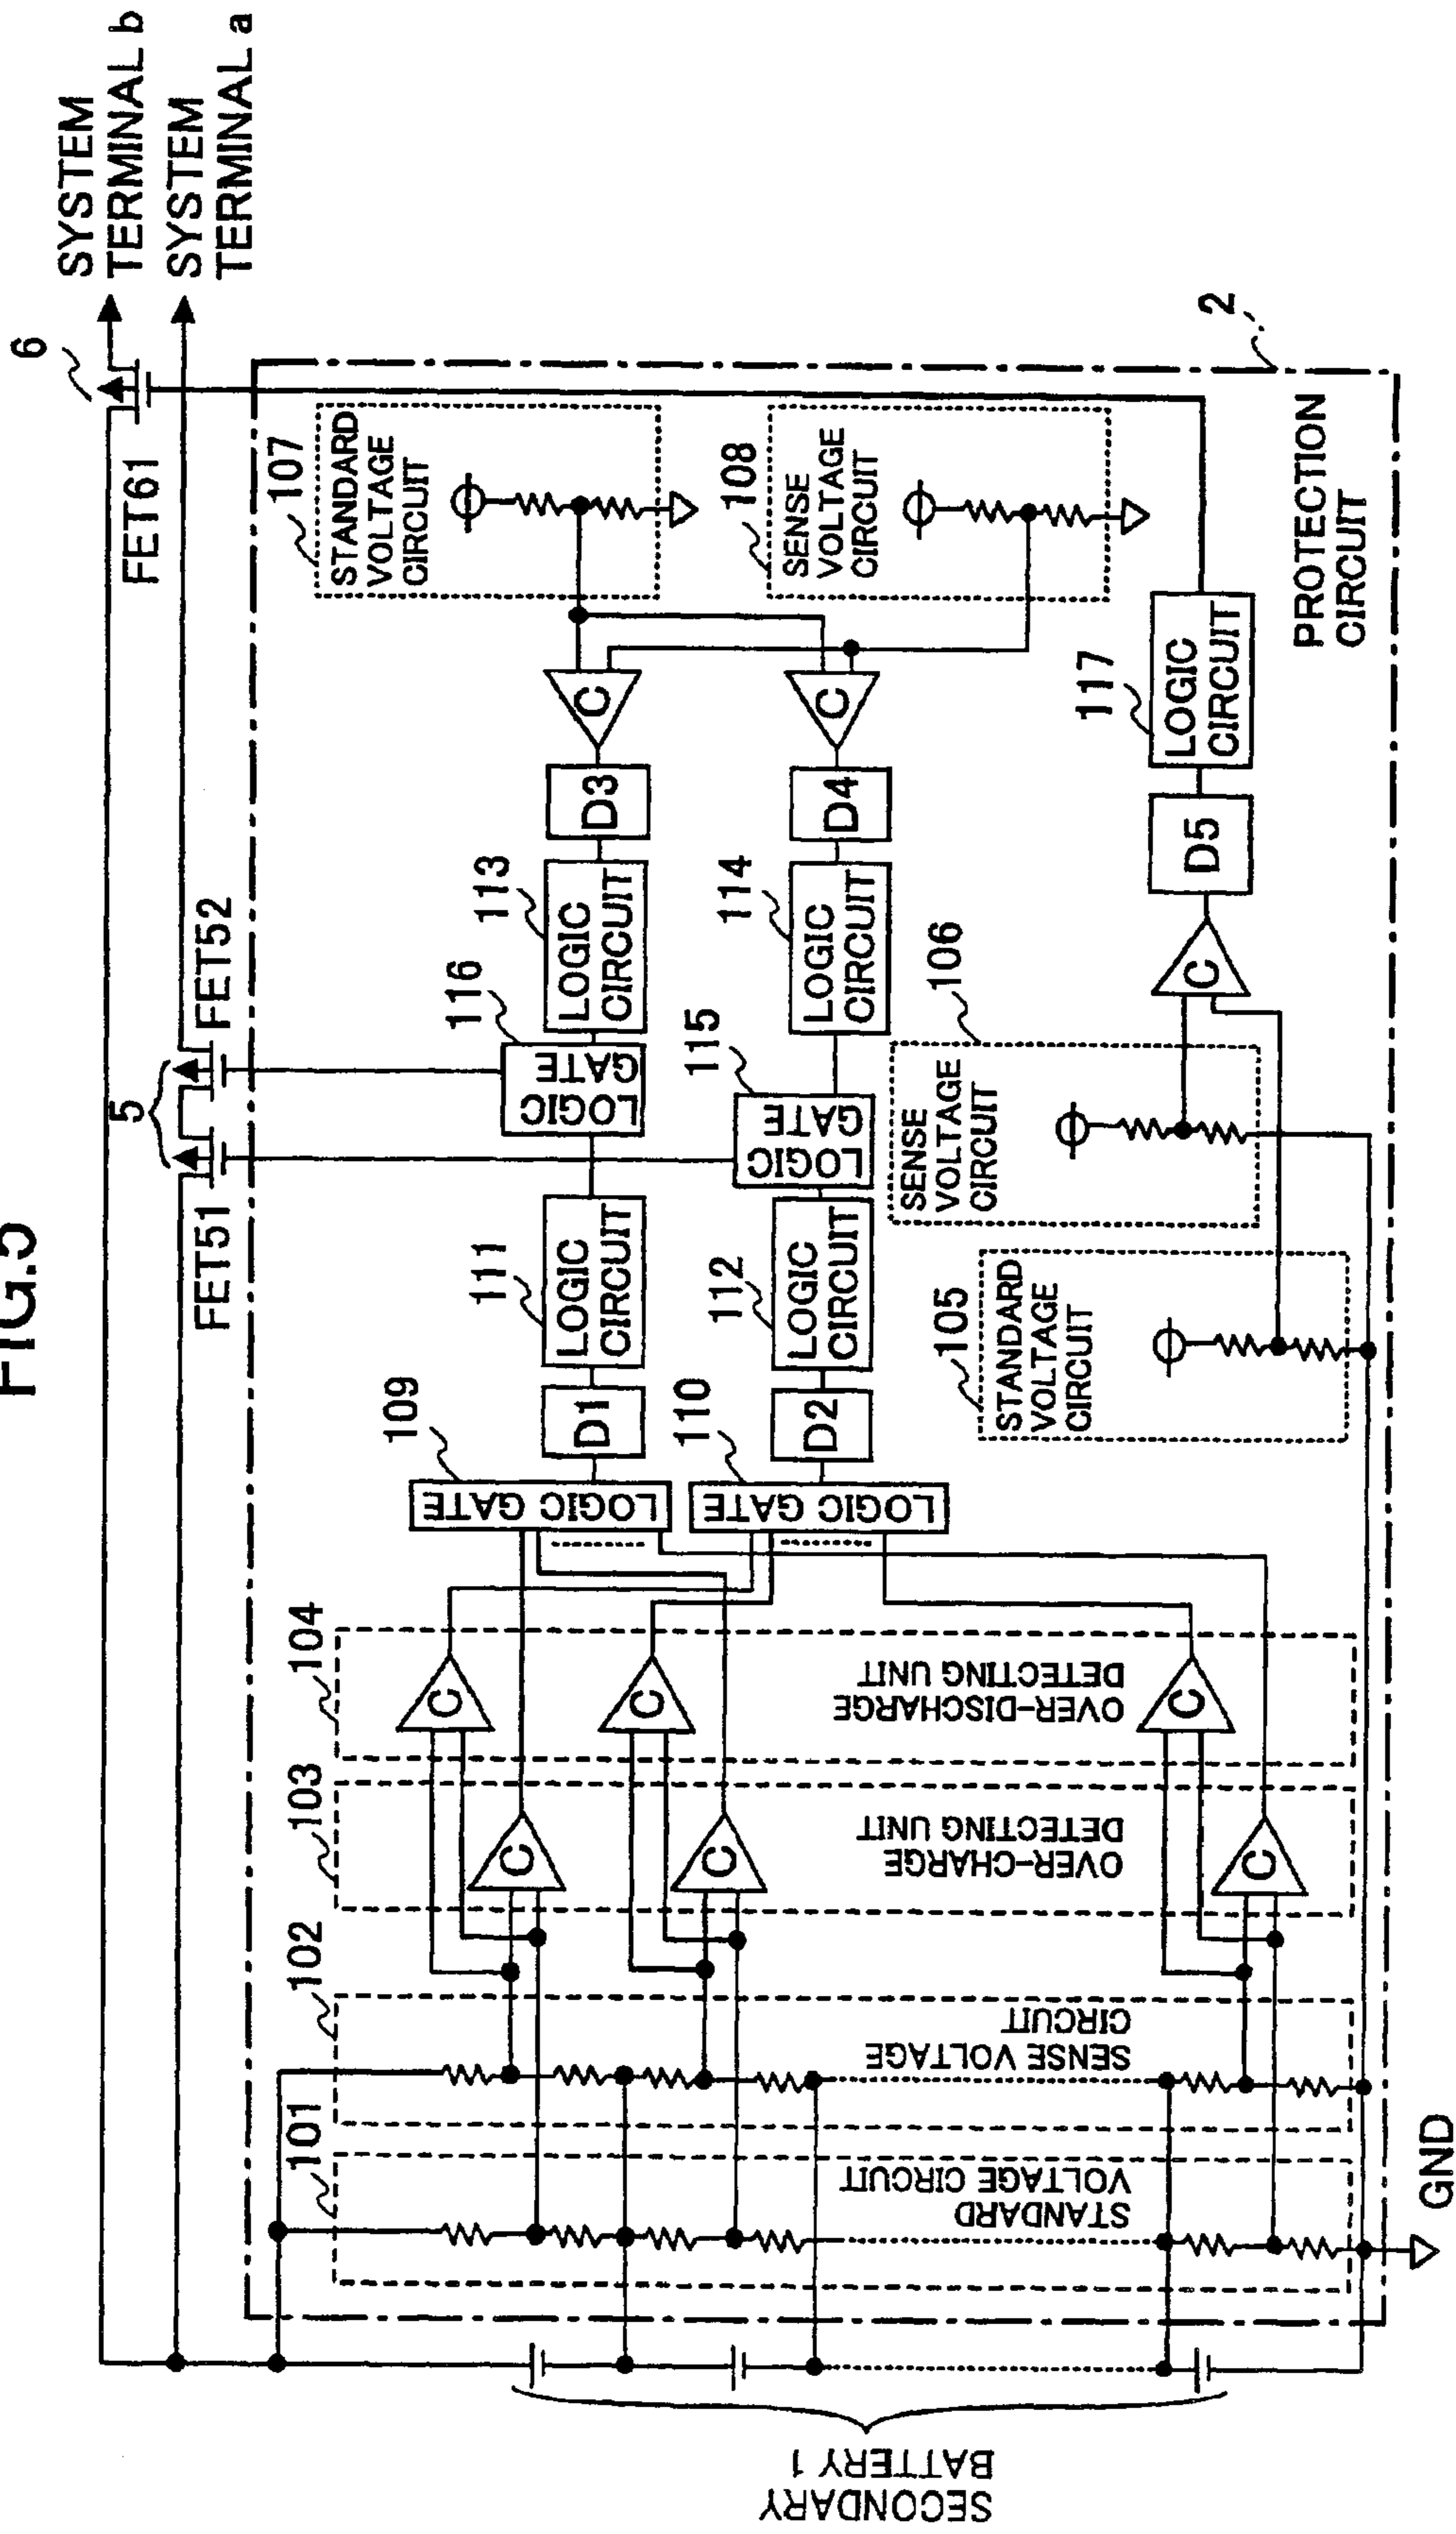 FIG.5
SYSTEM
TERMINAL b
SYSTEM
TERMINAL a
6
FET61
5
FET51
FET52
2
PROTECTION
CIRCUIT
101
STANDARD
VOLTAGE CIRCUIT
102
SENSE VOLTAGE
CIRCUIT
103
OVER-CHARGE
DETECTING UNIT
C
C
C
104
OVER-DISCHARGE
DETECTING UNIT
C
C
C
109
LOGIC GATE
110
LOGIC GATE
D1
D2
111
LOGIC
CIRCUIT
112
LOGIC
CIRCUIT
116
LOGIC
GATE
115
LOGIC
GATE
113
LOGIC
CIRCUIT
114
LOGIC
CIRCUIT
D3
D4
C
C
107
STANDARD
VOLTAGE
CIRCUIT
108
SENSE
VOLTAGE
CIRCUIT
105
STANDARD
VOLTAGE
CIRCUIT
106
SENSE
VOLTAGE
CIRCUIT
C
D5
117
LOGIC
CIRCUIT
SECONDARY
BATTERY 1
GND